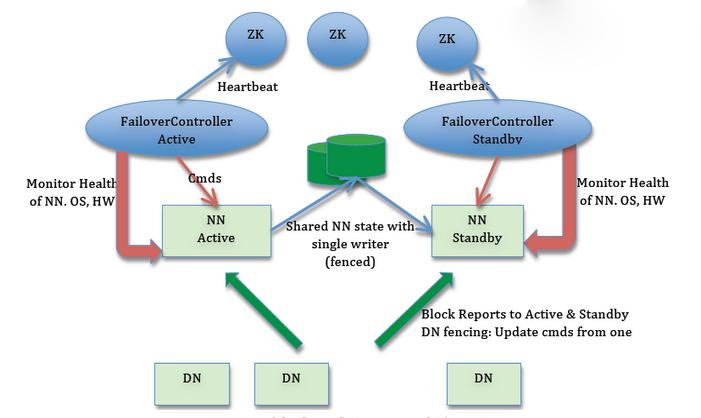 ZK
ZK
ZK
Heartbeat
Heartbeat
FailoverController
Active
FailoverController
Standby
Cmds
Monitor Health
of NN. OS, HW
Monitor Health
of NN. OS, HW
NN
Active
Shared NN state with
single writer
(fenced)
NN
Standby
Block Reports to Active & Standby
DN fencing: Update cmds from one
DN
DN
DN